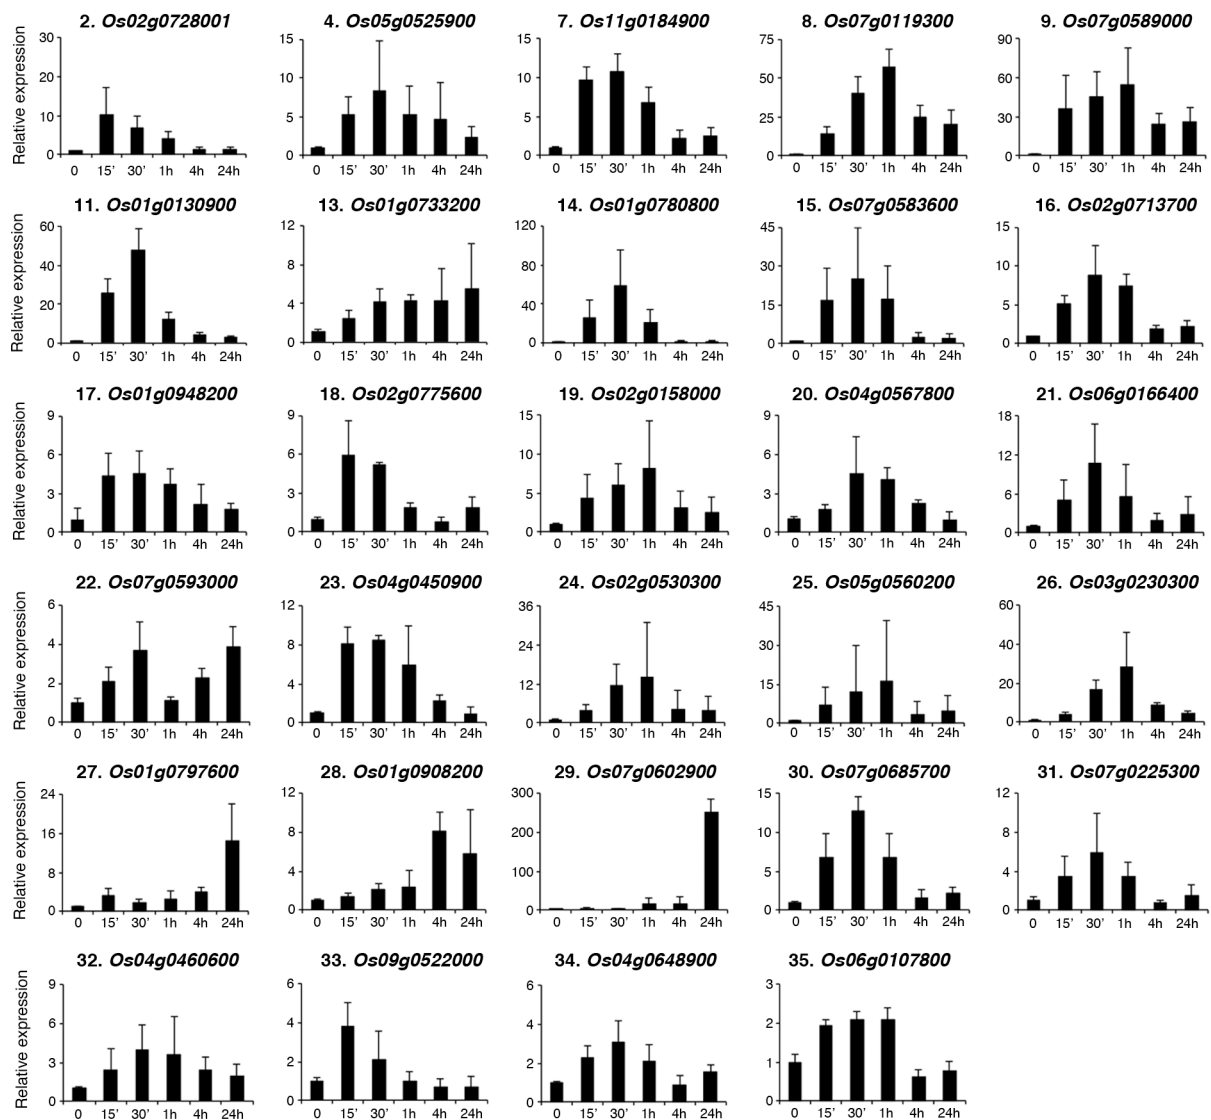 2. Os02g0728001 4. Os05g0525900 7. Os11g0184900 8. Os07g0119300 9. Os07g0589000
Relative expression
30 15 15 75 90
20 10 10 50 60
10 5 5 25 30
0 0 0 0 0
0 15' 30' 1h 4h 24h 0 15' 30' 1h 4h 24h 0 15' 30' 1h 4h 24h 0 15' 30' 1h 4h 24h 0 15' 30' 1h 4h 24h
11. Os01g0130900 13. Os01g0733200 14. Os01g0780800 15. Os07g0583600 16. Os02g0713700
Relative expression
60 12 120 45 15
40 8 80 30 10
20 4 40 15 5
0 0 0 0 0
0 15' 30' 1h 4h 24h 0 15' 30' 1h 4h 24h 0 15' 30' 1h 4h 24h 0 15' 30' 1h 4h 24h 0 15' 30' 1h 4h 24h
17. Os01g0948200 18. Os02g0775600 19. Os02g0158000 20. Os04g0567800 21. Os06g0166400
Relative expression
9 9 15 9 18
6 6 10 6 12
3 3 5 3 6
0 0 0 0 0
0 15' 30' 1h 4h 24h 0 15' 30' 1h 4h 24h 0 15' 30' 1h 4h 24h 0 15' 30' 1h 4h 24h 0 15' 30' 1h 4h 24h
22. Os07g0593000 23. Os04g0450900 24. Os02g0530300 25. Os05g0560200 26. Os03g0230300
Relative expression
6 12 36 45 60
4 8 24 30 40
2 4 12 15 20
0 0 0 0 0
0 15' 30' 1h 4h 24h 0 15' 30' 1h 4h 24h 0 15' 30' 1h 4h 24h 0 15' 30' 1h 4h 24h 0 15' 30' 1h 4h 24h
27. Os01g0797600 28. Os01g0908200 29. Os07g0602900 30. Os07g0685700 31. Os07g0225300
Relative expression
24 12 300 15 12
16 8 200 10 8
8 4 100 5 4
0 0 0 0 0
0 15' 30' 1h 4h 24h 0 15' 30' 1h 4h 24h 0 15' 30' 1h 4h 24h 0 15' 30' 1h 4h 24h 0 15' 30' 1h 4h 24h
32. Os04g0460600 33. Os09g0522000 34. Os04g0648900 35. Os06g0107800
Relative expression
9 6 6 3
6 4 4 2
3 2 2 1
0 0 0 0
0 15' 30' 1h 4h 24h 0 15' 30' 1h 4h 24h 0 15' 30' 1h 4h 24h 0 15' 30' 1h 4h 24h